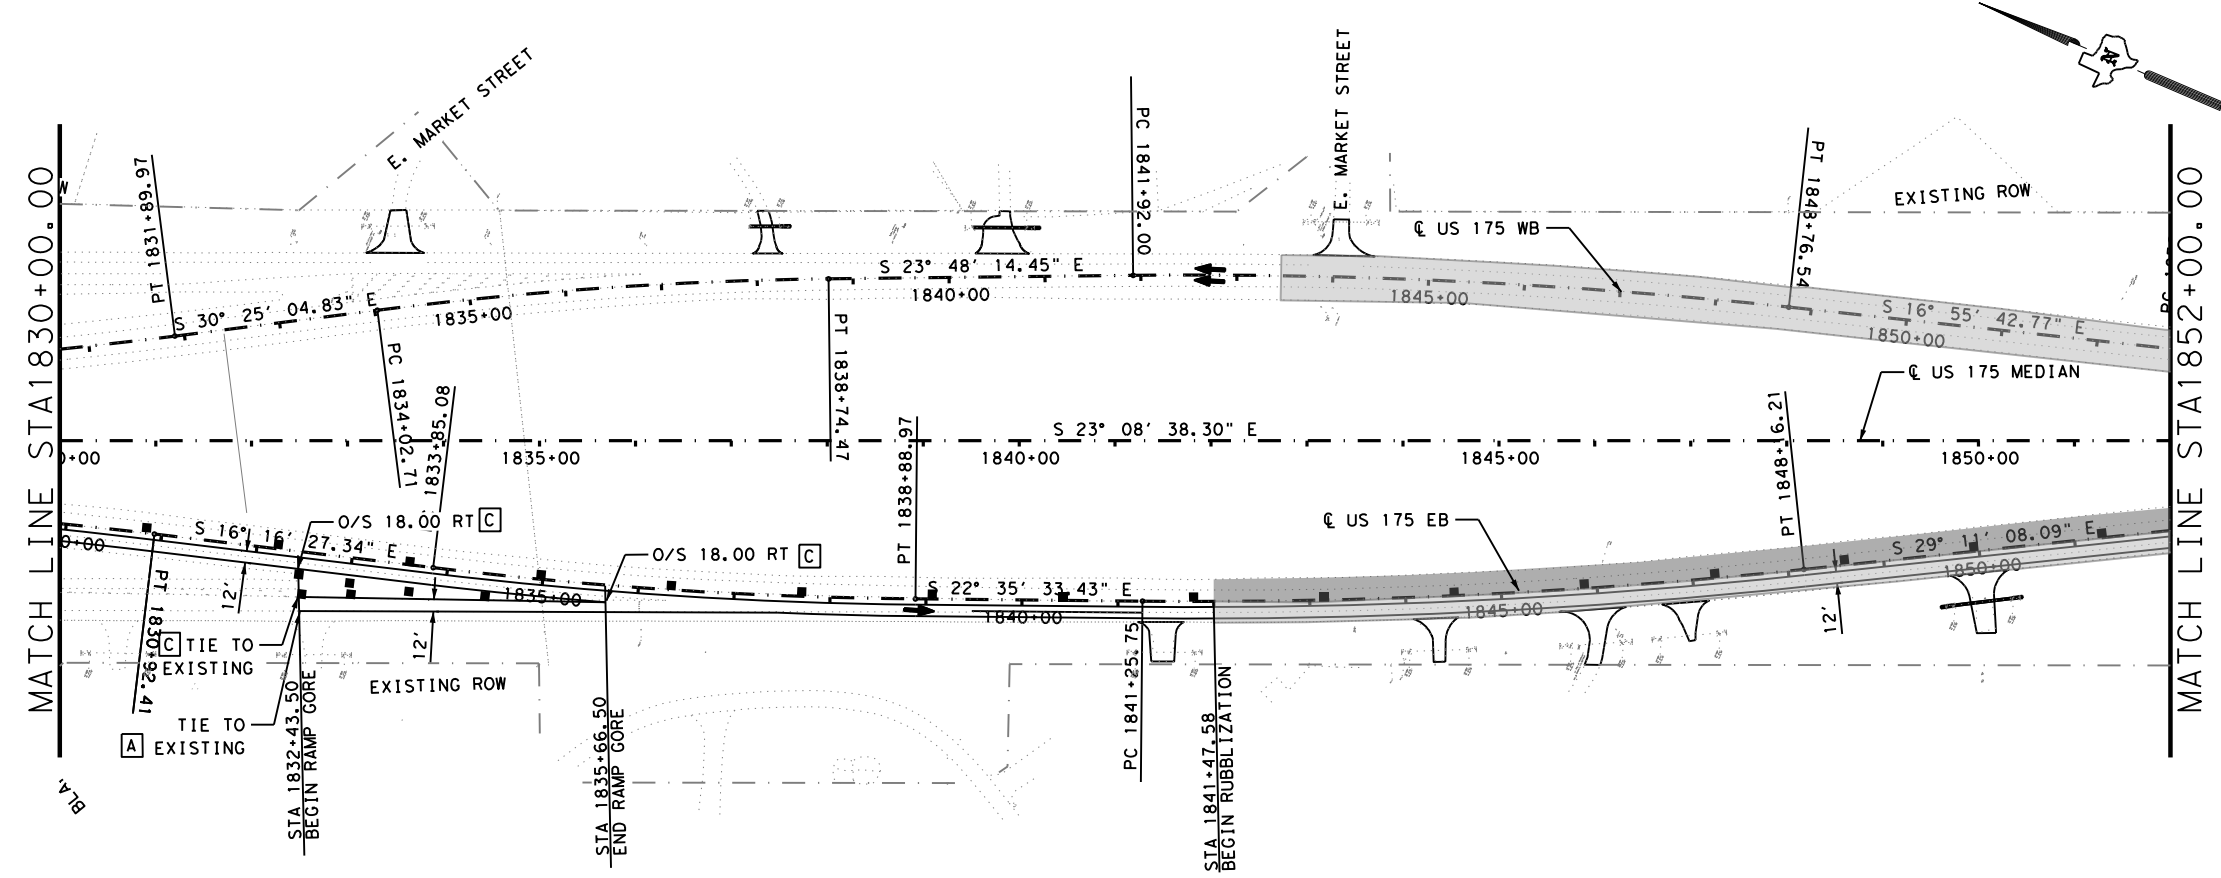 MATCH LINE STA1830+00.00
E. MARKET STREET
E. MARKET STREET
N
PT 1831+89.97
PC 1841+92.00
PT 1848+76.54
EXISTING ROW
℄ US 175 WB
S 30° 25' 04.83" E
1835+00
S 23° 48' 14.45" E
1840+00
1845+00
S 16° 55' 42.77" E
1850+00
PC 1834+02.71
1833+85.08
PT 1838+74.47
PT 1838+88.97
℄ US 175 MEDIAN
PT 1848+16.21
S 23° 08' 38.30" E
0+00
1835+00
1840+00
1845+00
1850+00
O/S 18.00 RT C
O/S 18.00 RT C
℄ US 175 EB
S 16° 16' 27.34" E
0+00
1835+00
S 22° 35' 33.43" E
1840+00
1845+00
S 29° 11' 08.09" E
1850+00
12'
12'
12'
PT 1830+92.41
C TIE TO
EXISTING
EXISTING ROW
TIE TO
A EXISTING
STA 1832+43.50
BEGIN RAMP GORE
STA 1835+66.50
END RAMP GORE
PC 1841+25.75
STA 1841+47.58
BEGIN RUBBLIZATION
BLA.
MATCH LINE STA1852+00.00